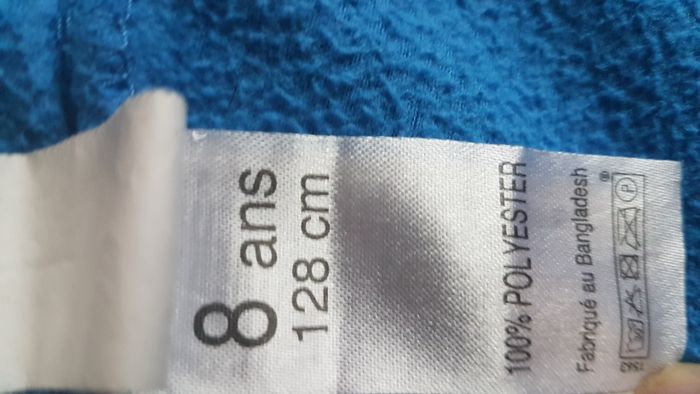 8 ans
128 cm
100% POLYESTER
Fabriqué au Bangladesh
®
P